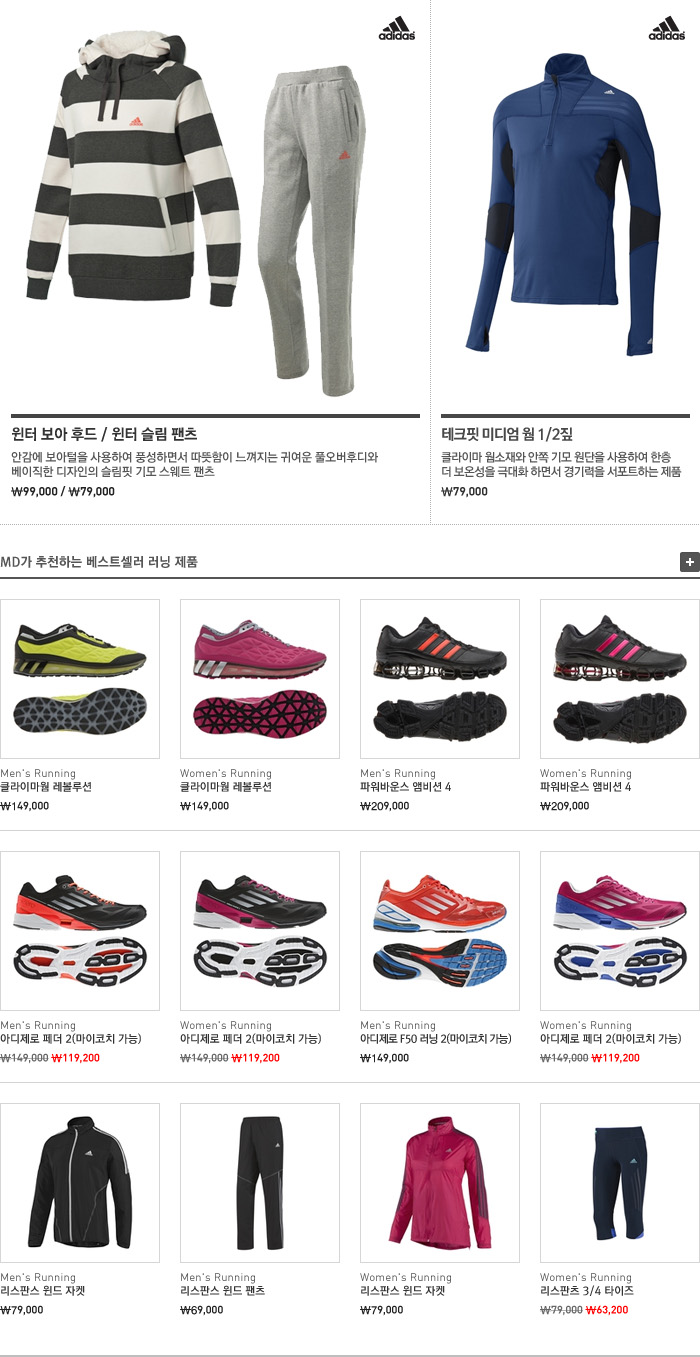 adidas
adidas
윈터 보아 후드 / 윈터 슬림 팬츠
안감에 보아털을 사용하여 풍성하면서 따뜻함이 느껴지는 귀여운 풀오버후디와
베이직한 디자인의 슬림핏 기모 스웨트 팬츠
₩99,000 / ₩79,000
테크핏 미디엄 웜 1/2짚
클라이마 웜소재와 안쪽 기모 원단을 사용하여 한층
더 보온성을 극대화 하면서 경기력을 서포트하는 제품
₩79,000
MD가 추천하는 베스트셀러 러닝 제품
Men's Running
클라이마웜 레볼루션
₩149,000
Women's Running
클라이마웜 레볼루션
₩149,000
Men's Running
파워바운스 앰비션 4
₩209,000
Women's Running
파워바운스 앰비션 4
₩209,000
Men's Running
아디제로 페더 2(마이코치 가능)
₩149,000 ₩119,200
Women's Running
아디제로 페더 2(마이코치 가능)
₩149,000 ₩119,200
Men's Running
아디제로 F50 러닝 2(마이코치 가능)
₩149,000
Women's Running
아디제로 페더 2(마이코치 가능)
₩149,000 ₩119,200
Men's Running
리스판스 윈드 자켓
₩79,000
Men's Running
리스판스 윈드 팬츠
₩69,000
Women's Running
리스판스 윈드 자켓
₩79,000
Women's Running
리스판츠 3/4 타이즈
₩79,000 ₩63,200